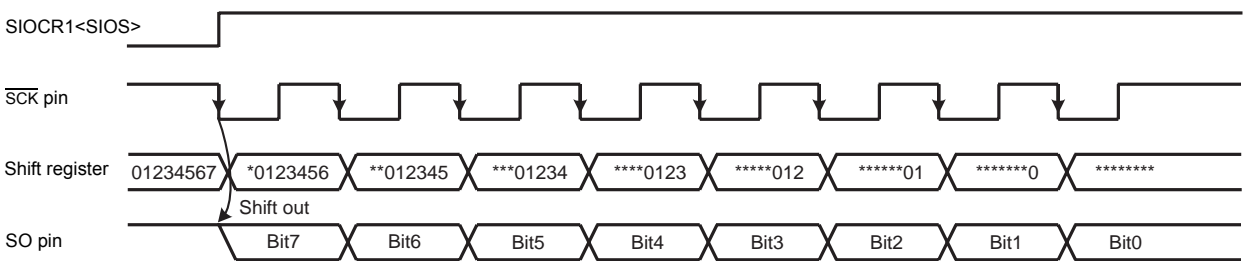 SIOCR1<SIOS>
SCK pin
Shift register 01234567 *0123456 **012345 ***01234 ****0123 *****012 ******01 *******0 ********
Shift out
SO pin Bit7 Bit6 Bit5 Bit4 Bit3 Bit2 Bit1 Bit0